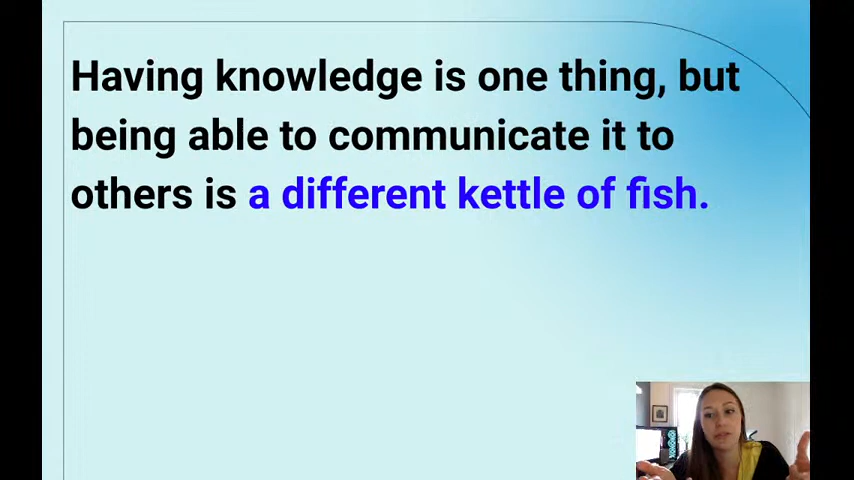 Having knowledge is one thing, but
being able to communicate it to
others is a different kettle of fish.